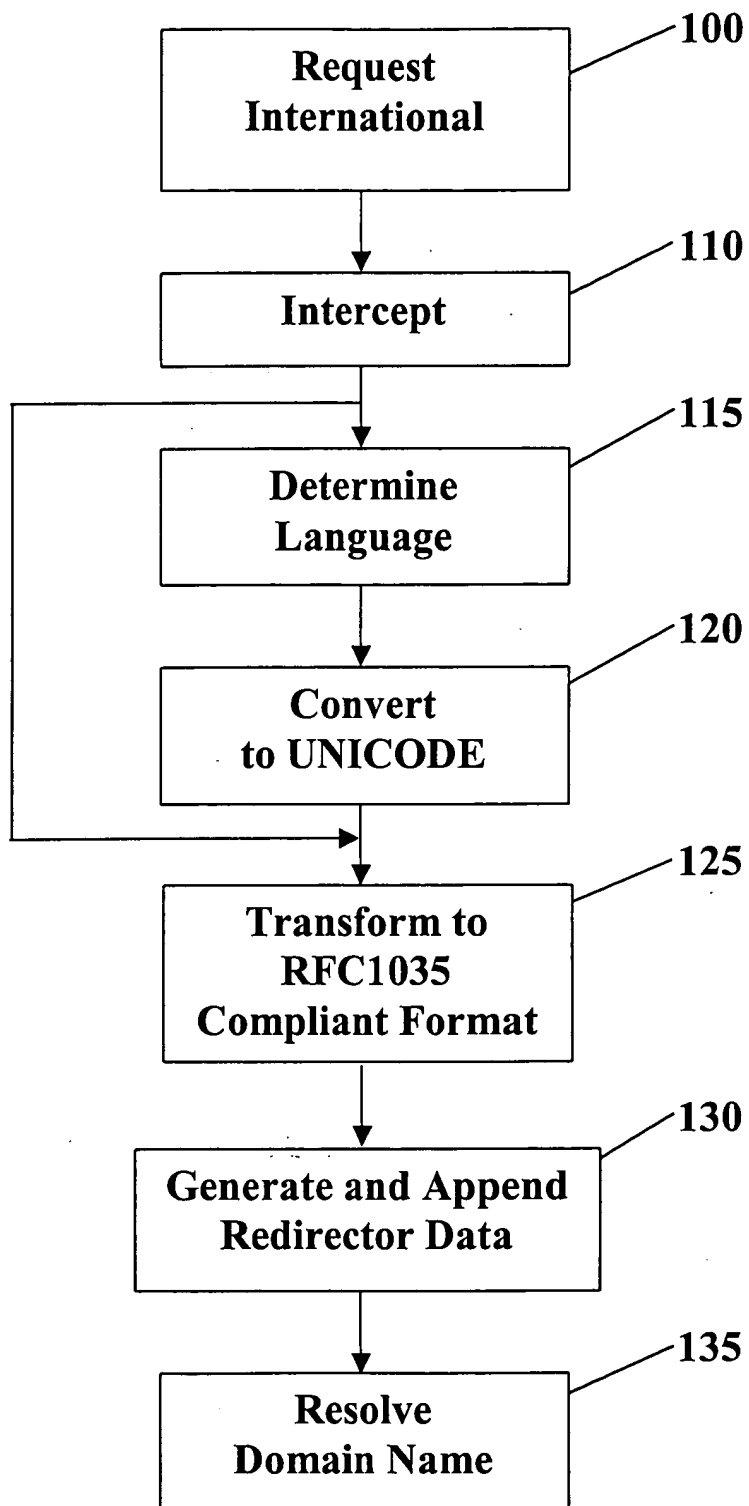 100
Request
International
110
Intercept
115
Determine
Language
120
Convert
to UNICODE
125
Transform to
RFC1035
Compliant Format
130
Generate and Append
Redirector Data
135
Resolve
Domain Name